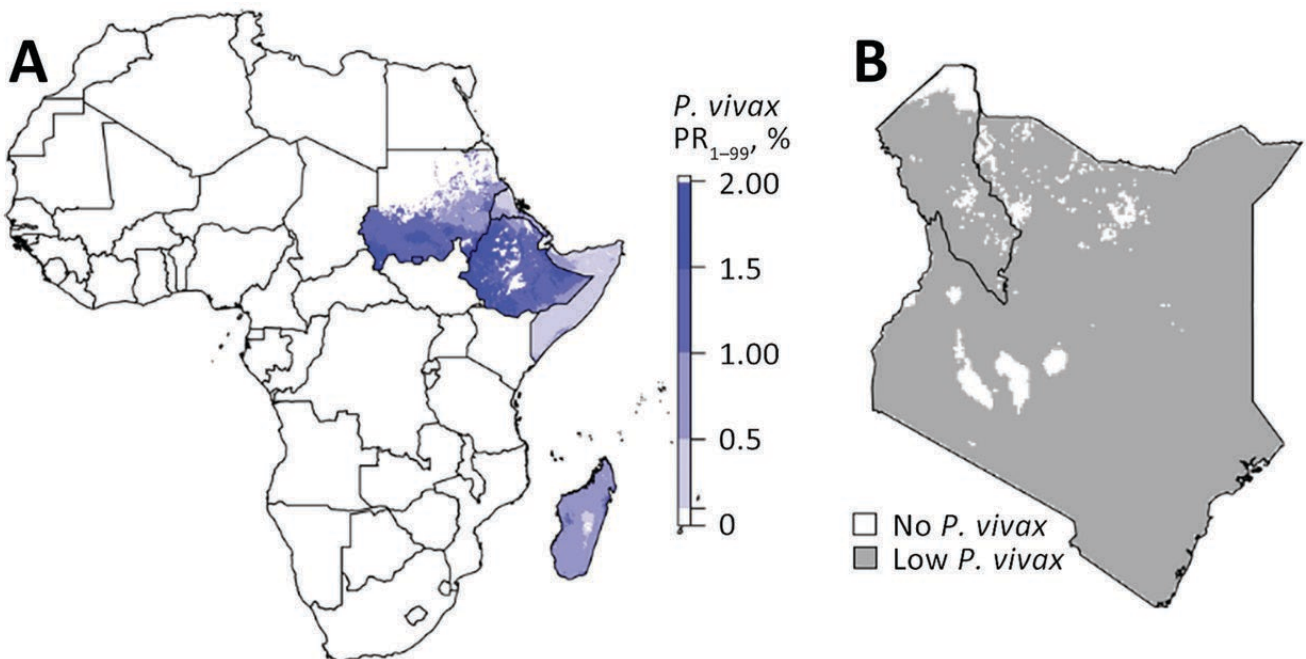 A
P. vivax
PR1–99, %
2.00
1.5
1.00
0.5
0
B
No P. vivax
Low P. vivax